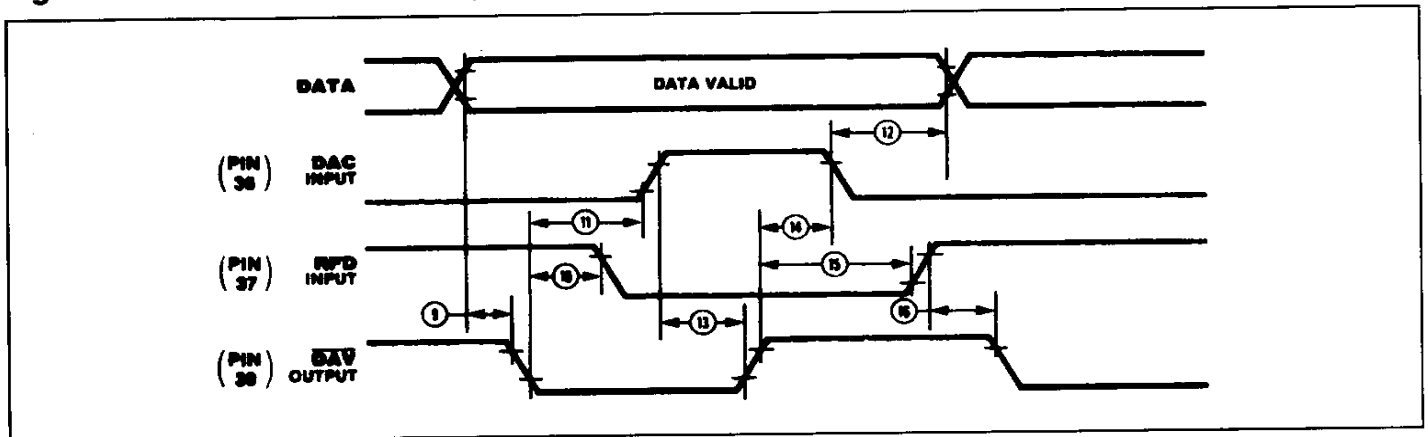 DATA
DATA VALID
12
(PIN 36) DAC INPUT
11
14
(PIN 37) RFD INPUT
10
15
9
13
16
(PIN) DAV OUTPUT